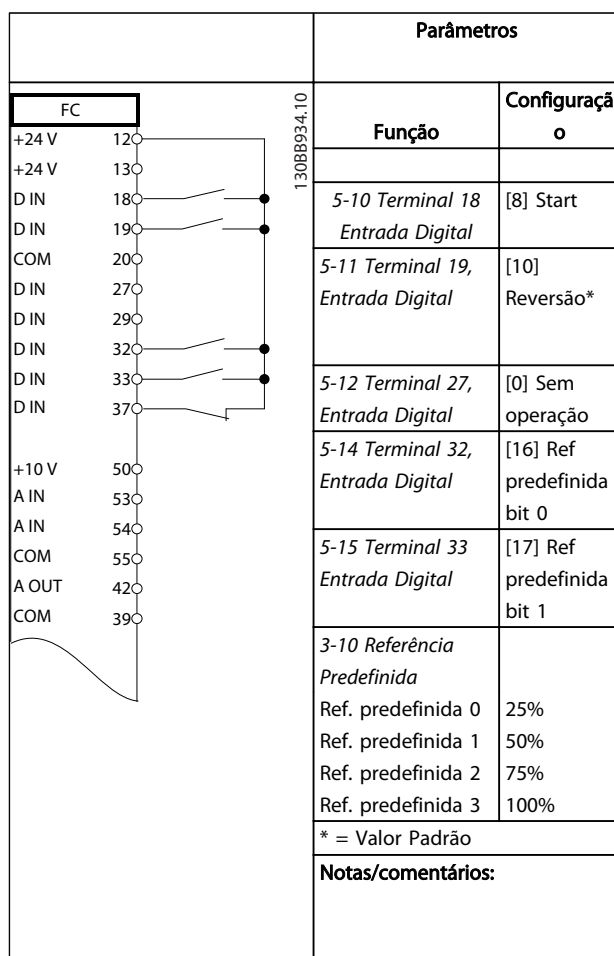 Parâmetros
FC
+24 V 12
+24 V 13
D IN 18
D IN 19
COM 20
D IN 27
D IN 29
D IN 32
D IN 33
D IN 37
+10 V 50
A IN 53
A IN 54
COM 55
A OUT 42
COM 39
130BB934.10
Função
Configuraçã
o
5-10 Terminal 18
Entrada Digital
[8] Start
5-11 Terminal 19,
Entrada Digital
[10]
Reversão*
5-12 Terminal 27,
Entrada Digital
[0] Sem
operação
5-14 Terminal 32,
Entrada Digital
[16] Ref
predefinida
bit 0
5-15 Terminal 33
Entrada Digital
[17] Ref
predefinida
bit 1
3-10 Referência
Predefinida
Ref. predefinida 0 25%
Ref. predefinida 1 50%
Ref. predefinida 2 75%
Ref. predefinida 3 100%
* = Valor Padrão
Notas/comentários: